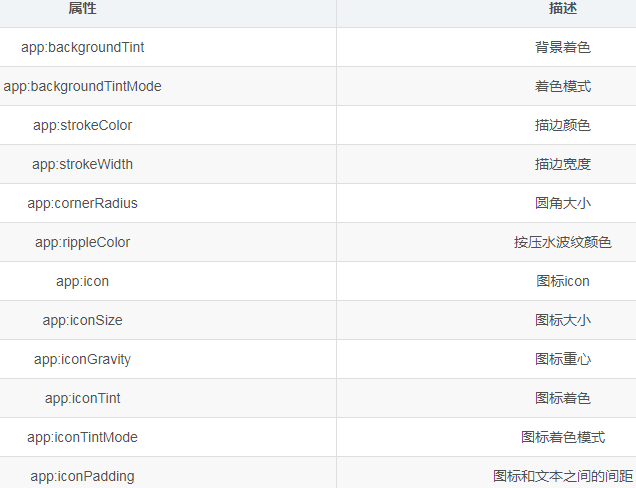 属性 描述
app:backgroundTint 背景着色
app:backgroundTintMode 着色模式
app:strokeColor 描边颜色
app:strokeWidth 描边宽度
app:cornerRadius 圆角大小
app:rippleColor 按压水波纹颜色
app:icon 图标icon
app:iconSize 图标大小
app:iconGravity 图标重心
app:iconTint 图标着色
app:iconTintMode 图标着色模式
app:iconPadding 图标和文本之间的间距